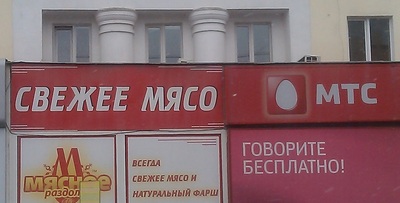 СВЕЖЕЕ МЯСО
МТС
М
МЯСНОЕ
раздолье
ВСЕГДА
СВЕЖЕЕ МЯСО И
НАТУРАЛЬНЫЙ ФАРШ
ГОВОРИТЕ
БЕСПЛАТНО!